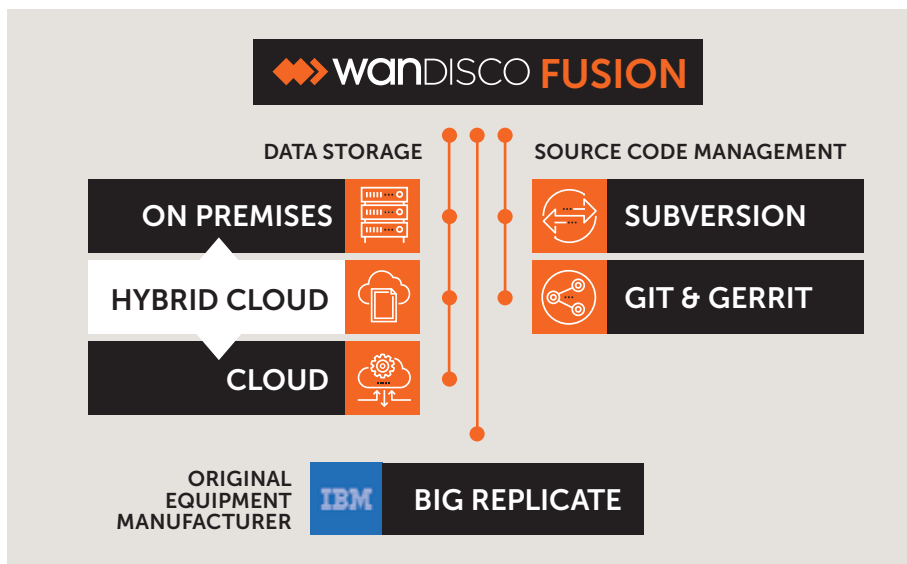 wanDISCO FUSION
DATA STORAGE
ON PREMISES
HYBRID CLOUD
CLOUD
SOURCE CODE MANAGEMENT
SUBVERSION
GIT & GERRIT
ORIGINAL
EQUIPMENT
MANUFACTURER
IBM
BIG REPLICATE